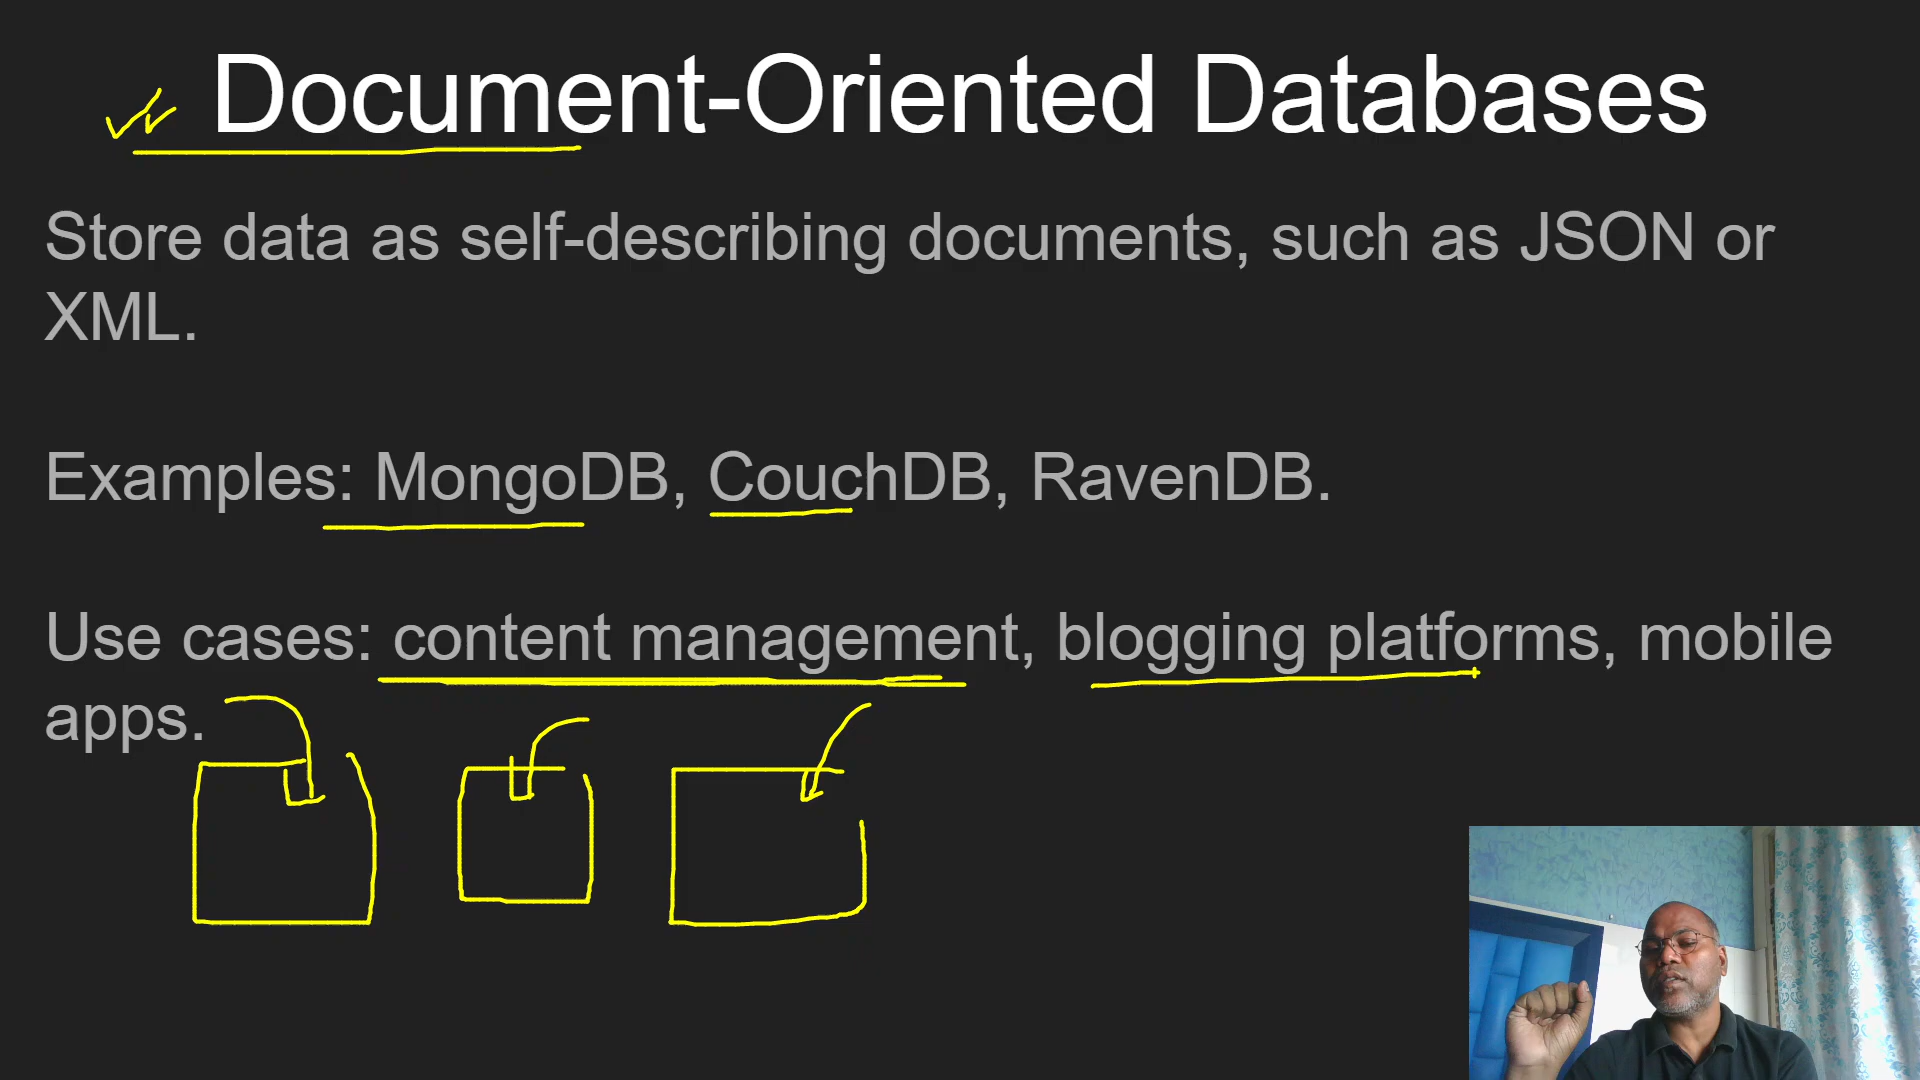 Document-Oriented Databases
Store data as self-describing documents, such as JSON or
XML.
Examples: MongoDB, CouchDB, RavenDB.
Use cases: content management, blogging platforms, mobile
apps.